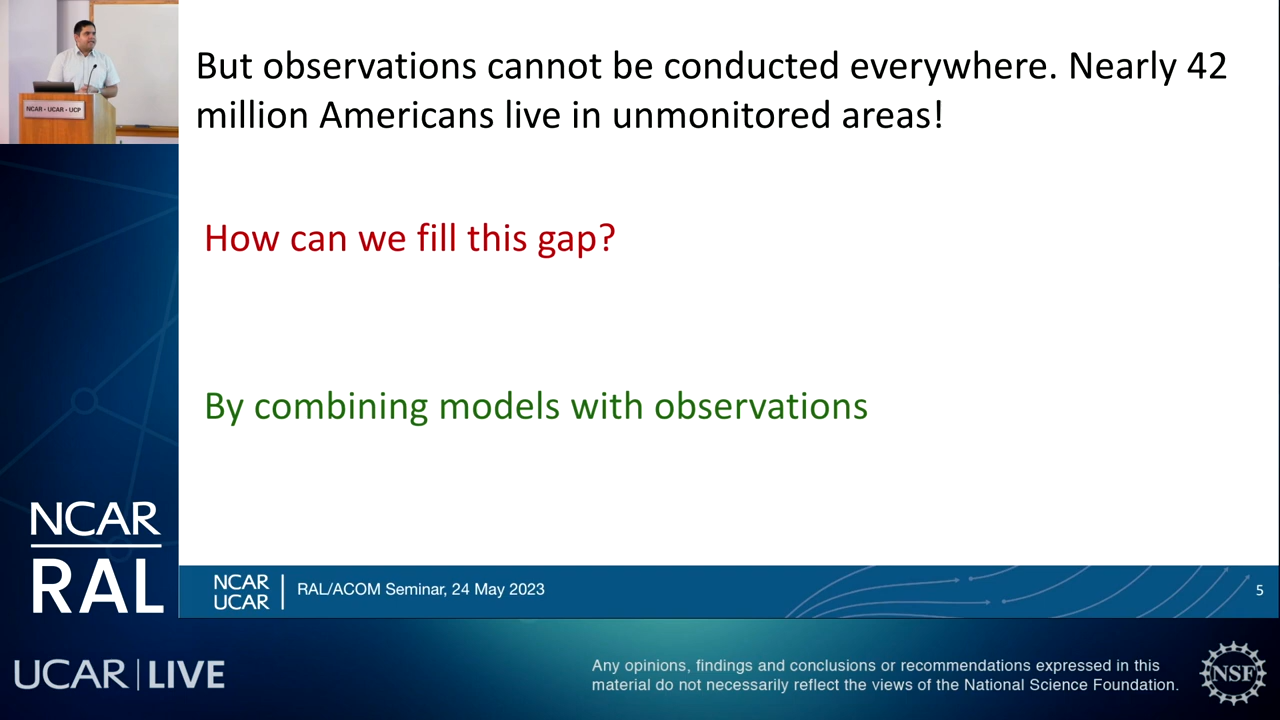 NCAR • UCAR • UCP
But observations cannot be conducted everywhere. Nearly 42
million Americans live in unmonitored areas!
How can we fill this gap?
By combining models with observations
NCAR
RAL
NCAR
UCAR
RAL/ACOM Seminar, 24 May 2023
5
UCAR | LIVE
Any opinions, findings and conclusions or recommendations expressed in this
material do not necessarily reflect the views of the National Science Foundation.
NSF